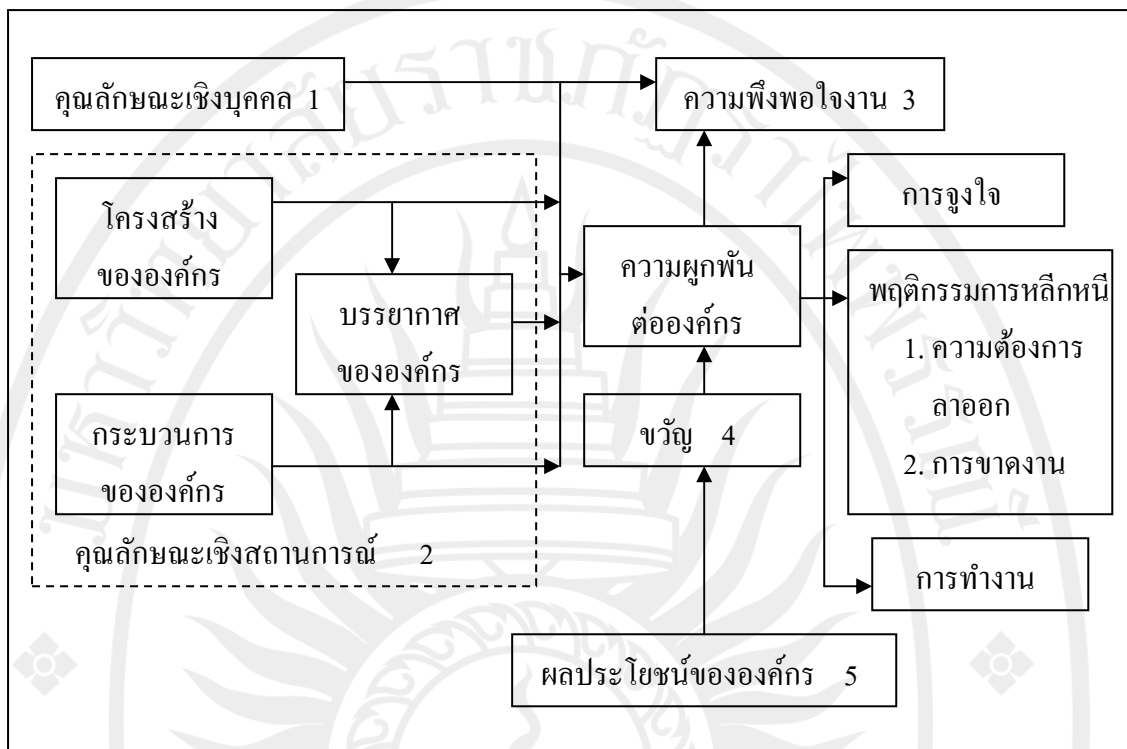 คุณลักษณะเชิงบุคคล 1
ความพึงพอใจงาน 3
โครงสร้าง
ขององค์กร
บรรยากาศ
ขององค์กร
กระบวนการ
ขององค์กร
คุณลักษณะเชิงสถานการณ์ 2
ความผูกพัน
ต่อองค์กร
ขวัญ 4
ผลประโยชน์ขององค์กร 5
การจูงใจ
พฤติกรรมการหลีกหนี
1. ความต้องการ
ลาออก
2. การขาดงาน
การทำงาน